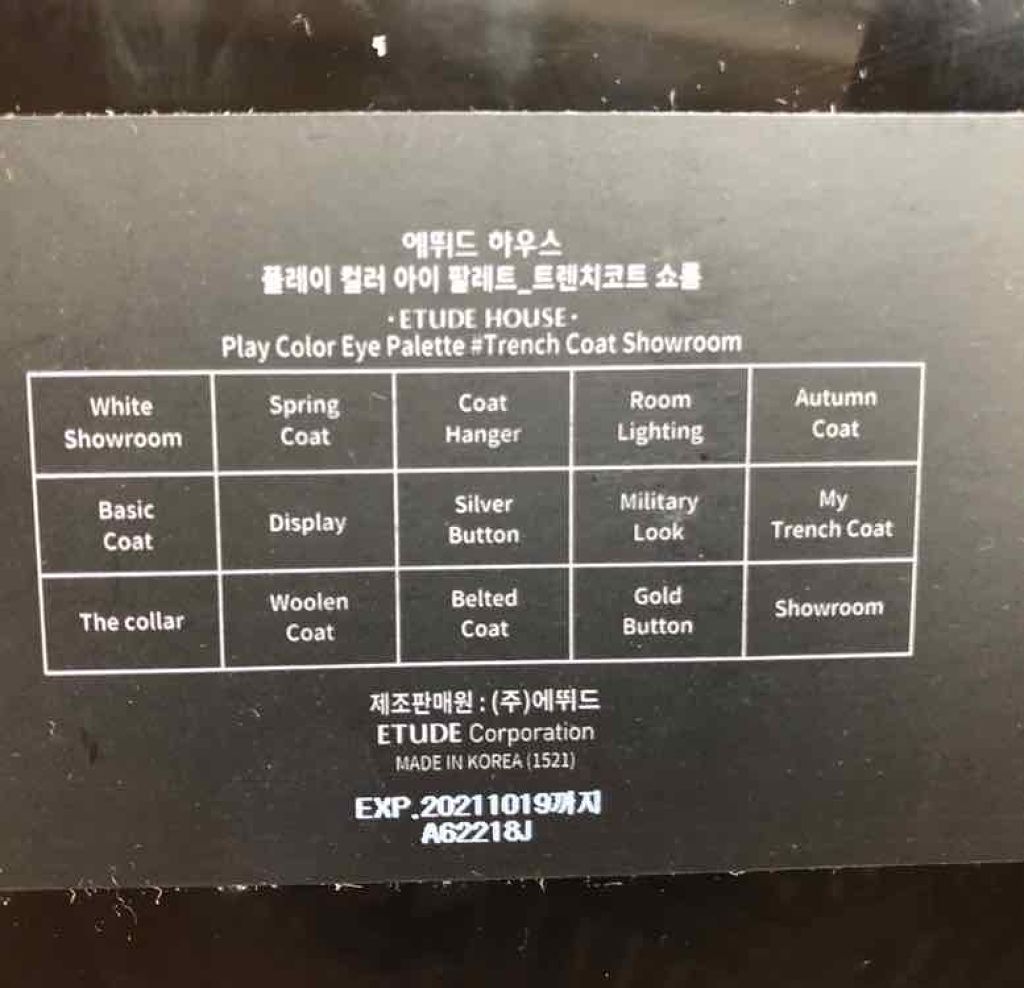 에뛰드 하우스
플레이 컬러 아이 팔레트_트렌치코트 쇼룸
·ETUDE HOUSE·
Play Color Eye Palette #Trench Coat Showroom
White Showroom
Spring Coat
Coat Hanger
Room Lighting
Autumn Coat
Basic Coat
Display
Silver Button
Military Look
My Trench Coat
The collar
Woolen Coat
Belted Coat
Gold Button
Showroom
제조판매원 : (주)에뛰드
ETUDE Corporation
MADE IN KOREA (1521)
EXP.20211019까지
A62218J